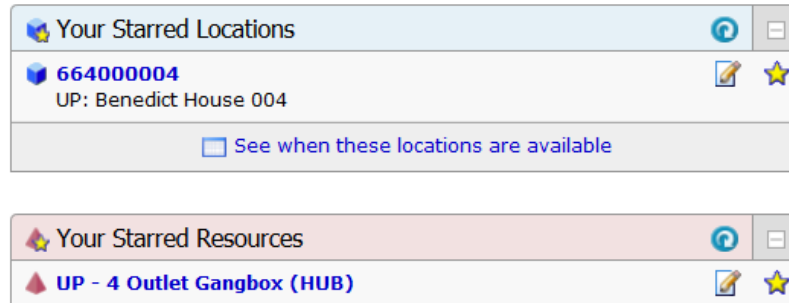 Your Starred Locations
664000004
UP: Benedict House 004
See when these locations are available
Your Starred Resources
UP - 4 Outlet Gangbox (HUB)